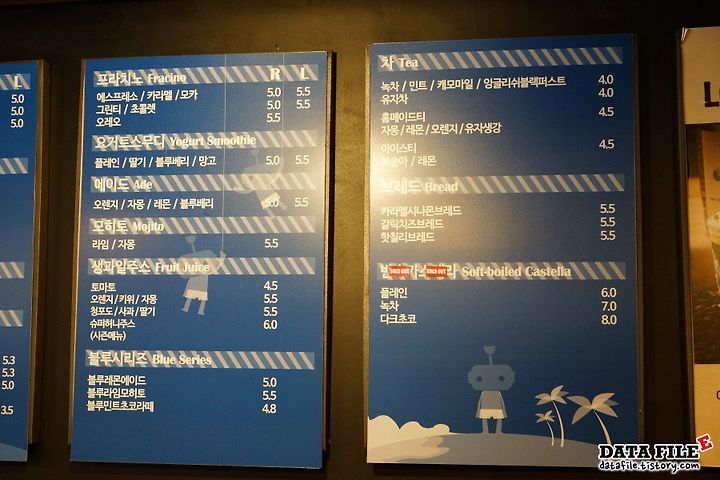 L
5.0
5.0
5.0
5.3
5.3
5.0
3.5
프라치노 Fracino R L
에스프레소 / 카라멜 / 모카 5.0 5.5
그린티 / 초콜렛 5.0 5.5
오레오 5.5
요거트스무디 Yogurt Smoothie
플레인 / 딸기 / 블루베리 / 망고 5.0 5.5
에이드 Ade
오렌지 / 자몽 / 레몬 / 블루베리 5.0 5.5
모히토 Mojito
라임 / 자몽 5.5
생과일주스 Fruit Juice
토마토 4.5
오렌지/키위/자몽 5.5
청포도/사과/딸기 5.5
슈퍼허니주스 6.0
(시즌메뉴)
블루시리즈 Blue Series
블루레몬에이드 5.0
블루라임모히토 5.5
블루민트초코라떼 4.8
차 Tea
녹차 / 민트 / 캐모마일 / 잉글리쉬블랙퍼스트 4.0
유자차 4.0
홈메이드티 4.5
자몽/레몬/오렌지/유자생강
아이스티 4.5
복숭아 / 레몬
브레드 Bread
카라멜시나몬브레드 5.5
갈릭치즈브레드 5.5
핫칠리브레드 5.5
반 SOLD OUT 카스 SOLD OUT 라 Soft-boiled Castella
플레인 6.0
녹차 7.0
다크초코 8.0
DATA FILE E
datafile.tistory.com